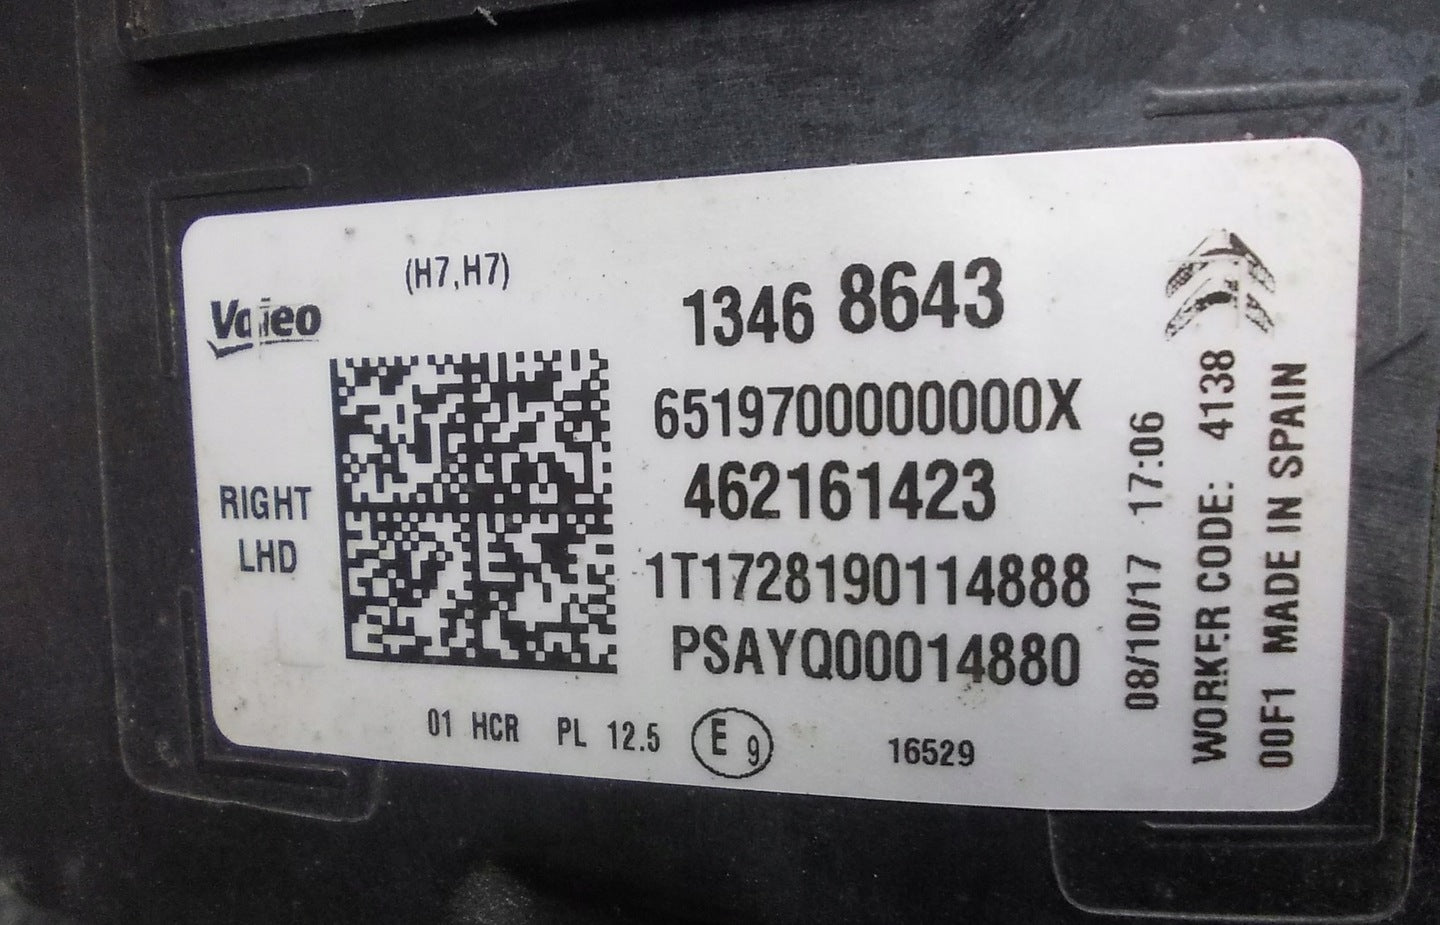 Valeo
(H7,H7)
1346 8643
6519700000000X
462161423
1T1728190114888
PSAYQ00014880
RIGHT
LHD
01 HCR PL 12.5 E 9 16529
08/10/17 17:06
WORKER CODE: 4138
00F1 MADE IN SPAIN